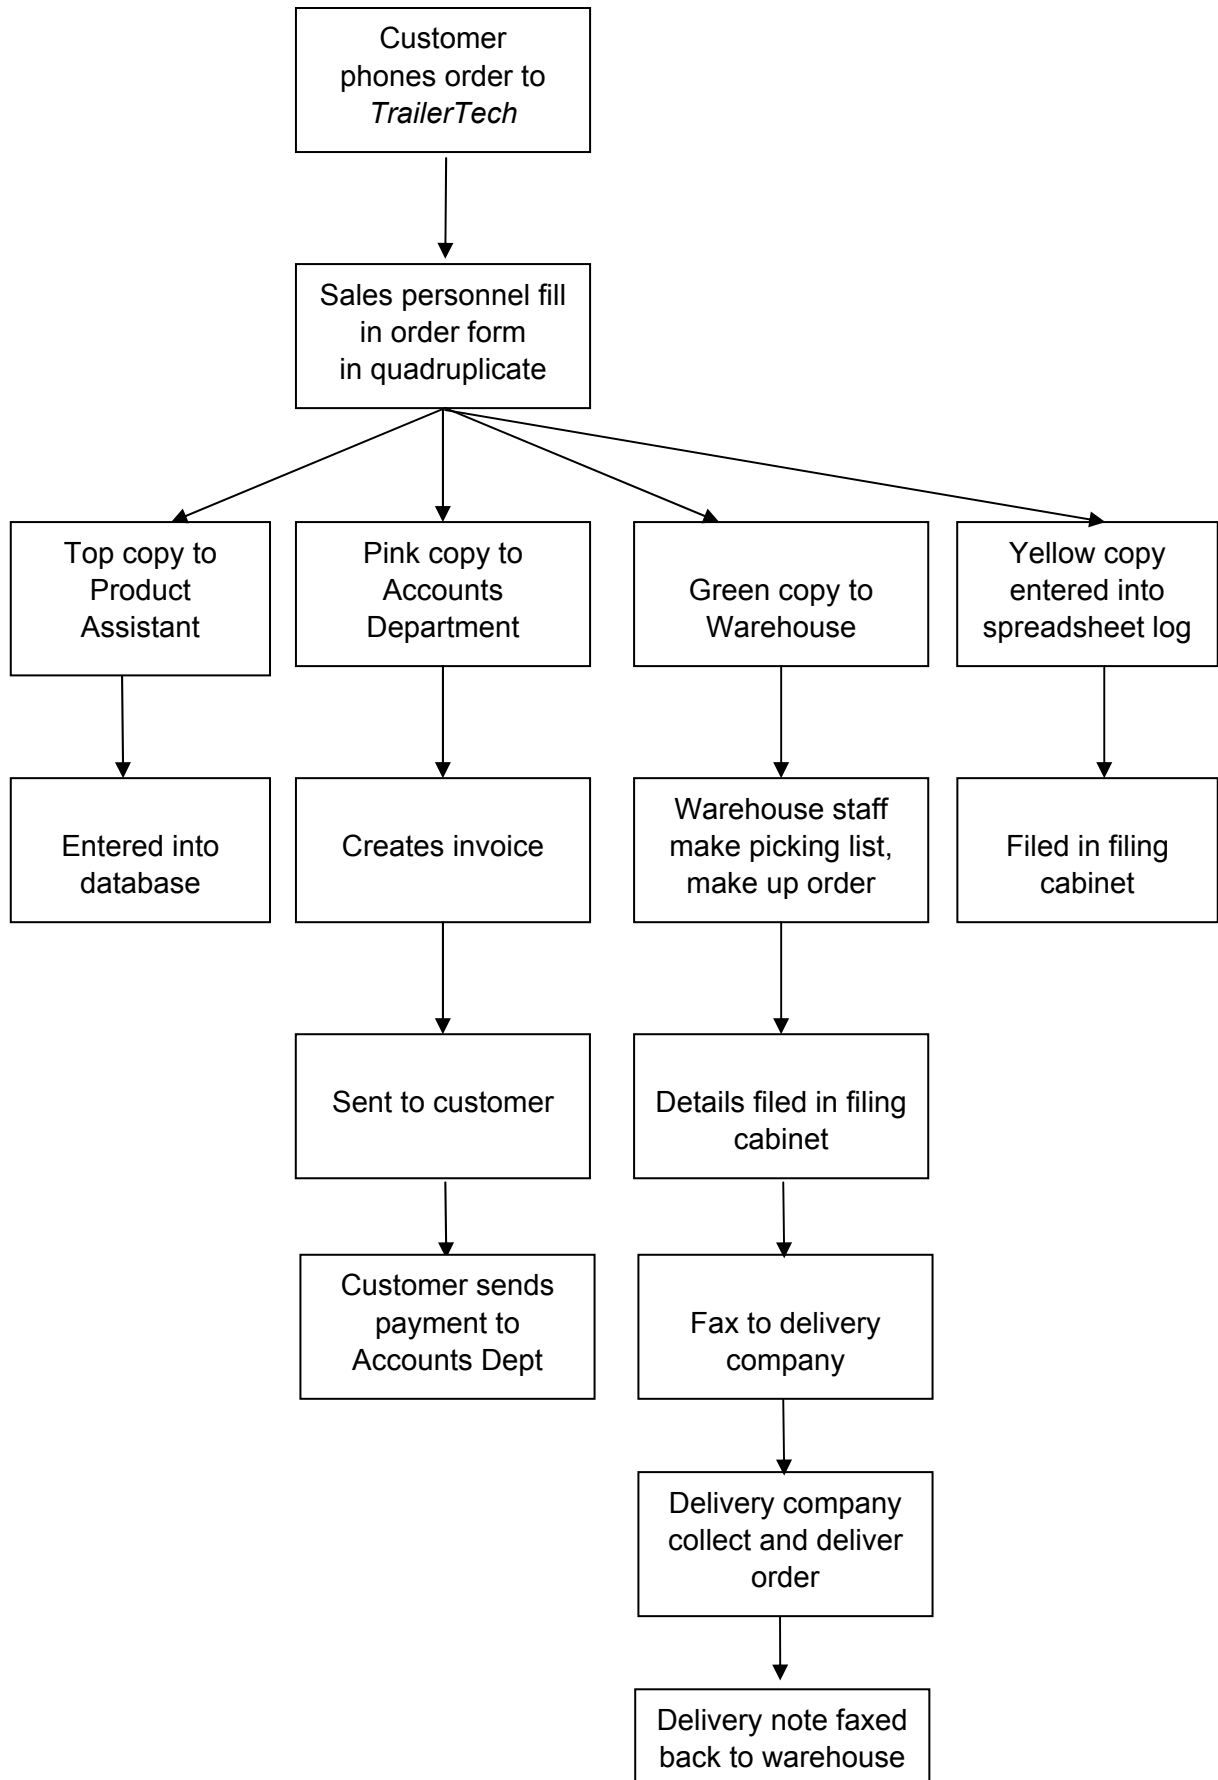 Customer
phones order to
TrailerTech
Sales personnel fill
in order form
in quadruplicate
Top copy to
Product
Assistant
Pink copy to
Accounts
Department
Green copy to
Warehouse
Yellow copy
entered into
spreadsheet log
Entered into
database
Creates invoice
Warehouse staff
make picking list,
make up order
Filed in filing
cabinet
Sent to customer
Details filed in filing
cabinet
Customer sends
payment to
Accounts Dept
Fax to delivery
company
Delivery company
collect and deliver
order
Delivery note faxed
back to warehouse